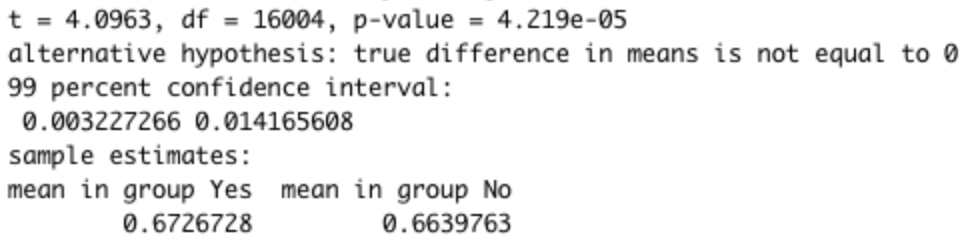 t = 4.0963, df = 16004, p-value = 4.219e-05
alternative hypothesis: true difference in means is not equal to 0
99 percent confidence interval:
0.003227266 0.014165608
sample estimates:
mean in group Yes mean in group No
0.6726728 0.6639763